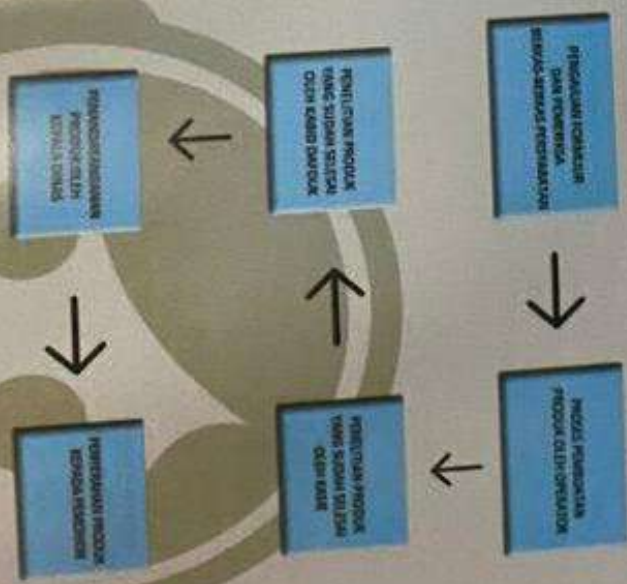 PENGAJUAN FORMULIR
DAN PEMERIKSA
BERKAS-BERKAS PERSYARATAN
PROSES PEMBUATAN
PRODUK OLEH OPERATOR
PENELITIAN PRODUK
YANG SUDAH SELESAI
OLEH KASIE
PENELITIAN PRODUK
YANG SUDAH SELESAI
OLEH KABID DAFDUK
PENANDATANGANAN
PRODUK OLEH
KEPALA DINAS
PENYERAHAN PRODUK
KEPADA PEMOHON